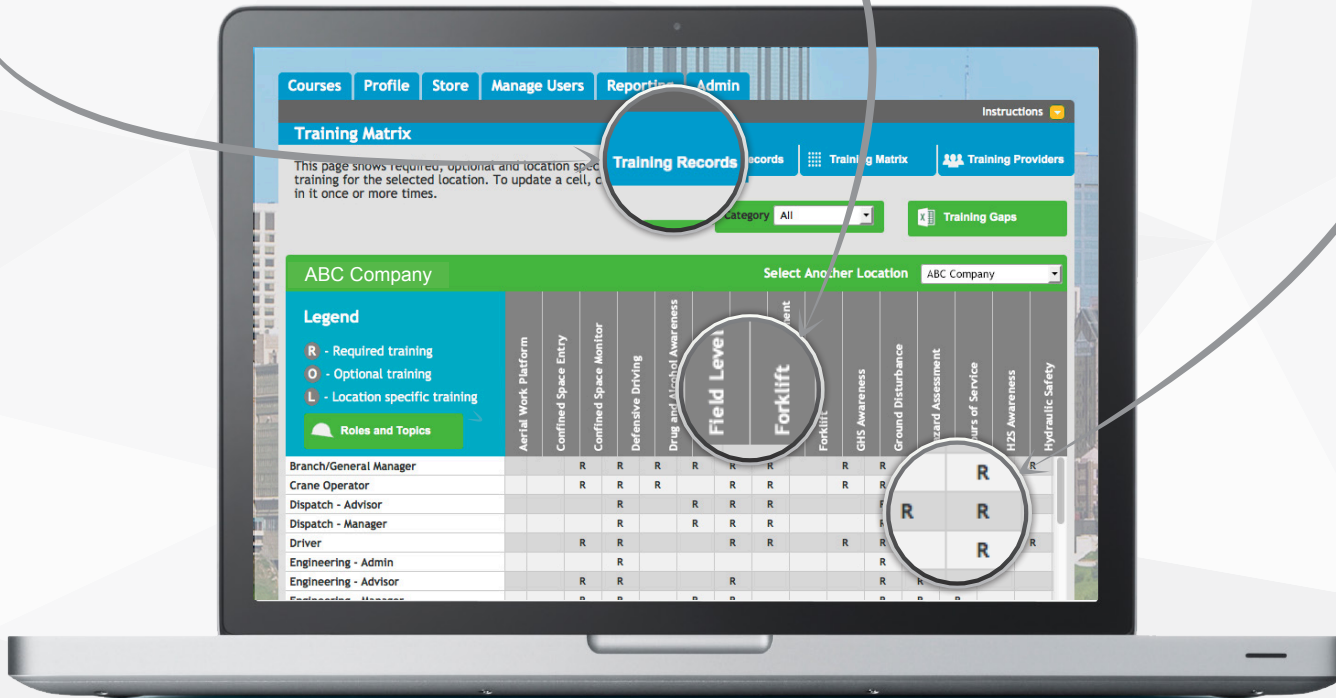 Courses Profile Store Manage Users Reporting Admin
Instructions
Training Matrix
Training Records
ecords
Training Matrix
Training Providers
This page shows required, optional and location spec
training for the selected location. To update a cell, c
in it once or more times.
Category All
Training Gaps
ABC Company
Select Another Location ABC Company
Legend
R - Required training
O - Optional training
L - Location specific training
Roles and Topics
Aerial Work Platform
Confined Space Entry
Confined Space Monitor
Defensive Driving
Drug and Alcohol Awareness
Field Level
Forklift
Forklift
GHS Awareness
Ground Disturbance
Hazard Assessment
Hours of Service
H2S Awareness
Hydraulic Safety
Branch/General Manager R R R R R R R R R R
Crane Operator R R R R R R R
Dispatch - Advisor R R R R R R
Dispatch - Manager R R R R
Driver R R R R R R R R
Engineering - Admin R R
Engineering - Advisor R R R R R